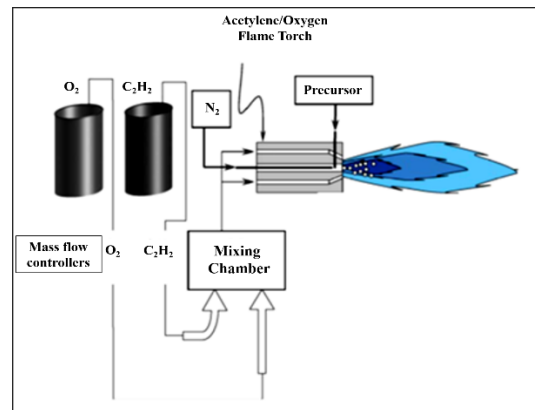 Acetylene/Oxygen
Flame Torch
O₂
C₂H₂
N₂
Precursor
Mass flow
controllers
O₂
C₂H₂
Mixing
Chamber